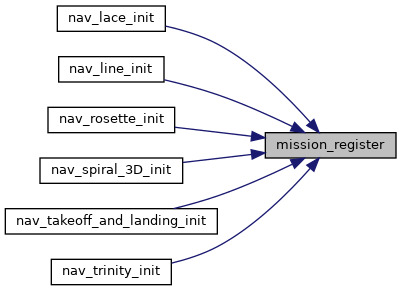 nav_lace_init
nav_line_init
nav_rosette_init
mission_register
nav_spiral_3D_init
nav_takeoff_and_landing_init
nav_trinity_init